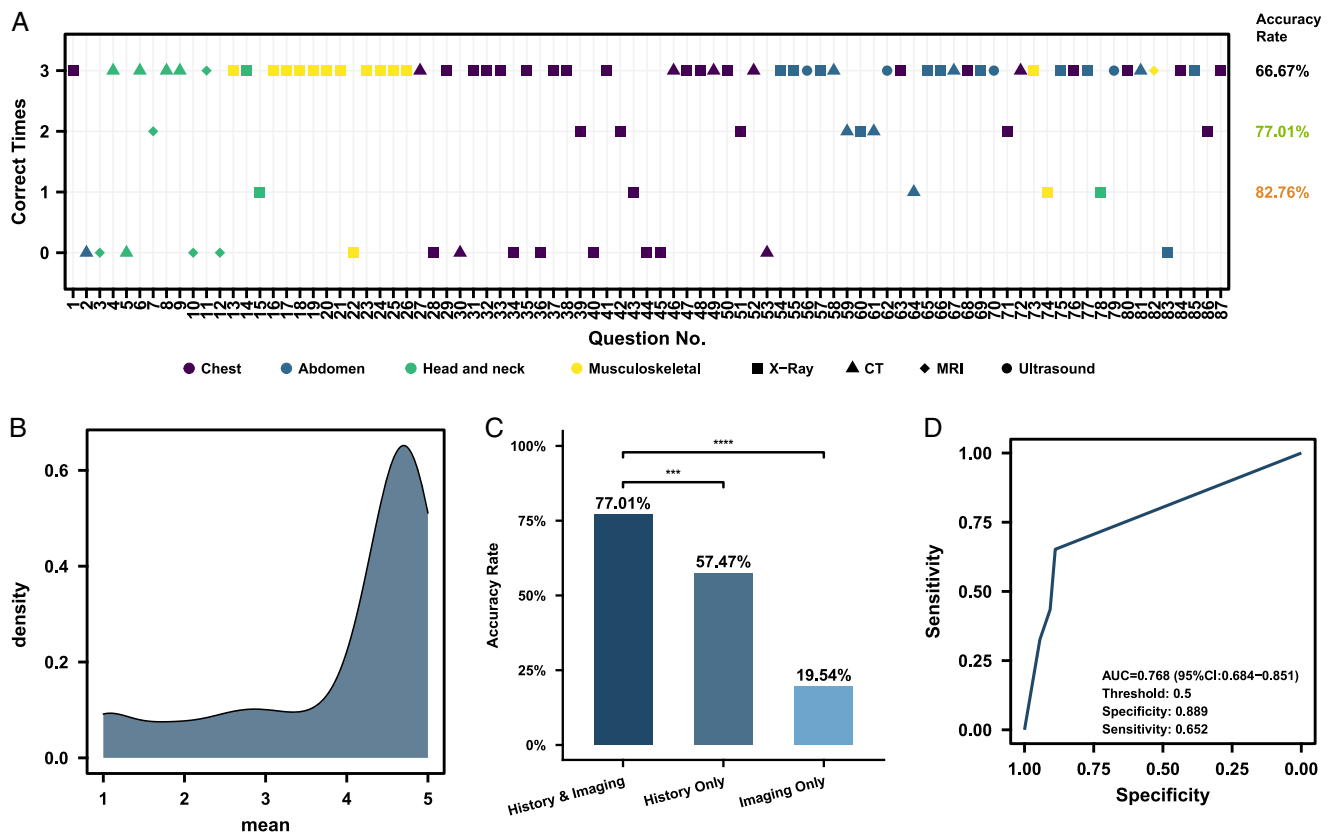 A
Accuracy
Rate
Correct Times
3
2
1
0
66.67%
77.01%
82.76%
1 2 3 4 5 6 7 8 9 10 11 12 13 14 15 16 17 18 19 20 21 22 23 24 25 26 27 28 29 30 31 32 33 34 35 36 37 38 39 40 41 42 43 44 45 46 47 48 49 50 51 52 53 54 55 56 57 58 59 60 61 62 63 64 65 66 67 68 69 70 71 72 73 74 75 76 77 78 79 80 81 82 83 84 85 86 87
Question No.
Chest Abdomen Head and neck Musculoskeletal X−Ray CT MRI Ultrasound
B
density
0.6
0.4
0.2
0.0
1 2 3 4 5
mean
C
Accuracy Rate
100%
75%
50%
25%
0%
****
***
77.01%
57.47%
19.54%
History & Imaging
History Only
Imaging Only
D
Sensitivity
1.00
0.75
0.50
0.25
0.00
AUC=0.768 (95%CI:0.684−0.851)
Threshold: 0.5
Specificity: 0.889
Sensitivity: 0.652
1.00 0.75 0.50 0.25 0.00
Specificity